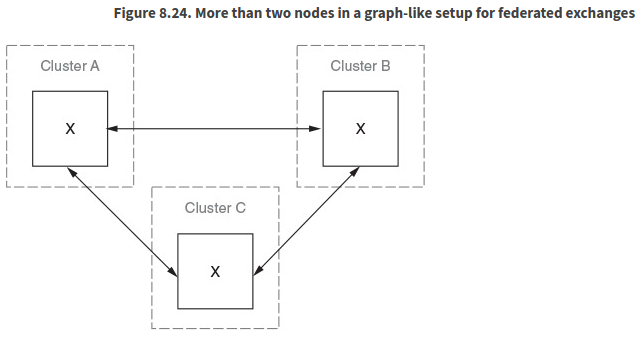 Figure 8.24. More than two nodes in a graph-like setup for federated exchanges
Cluster A
Cluster B
X
X
Cluster C
X